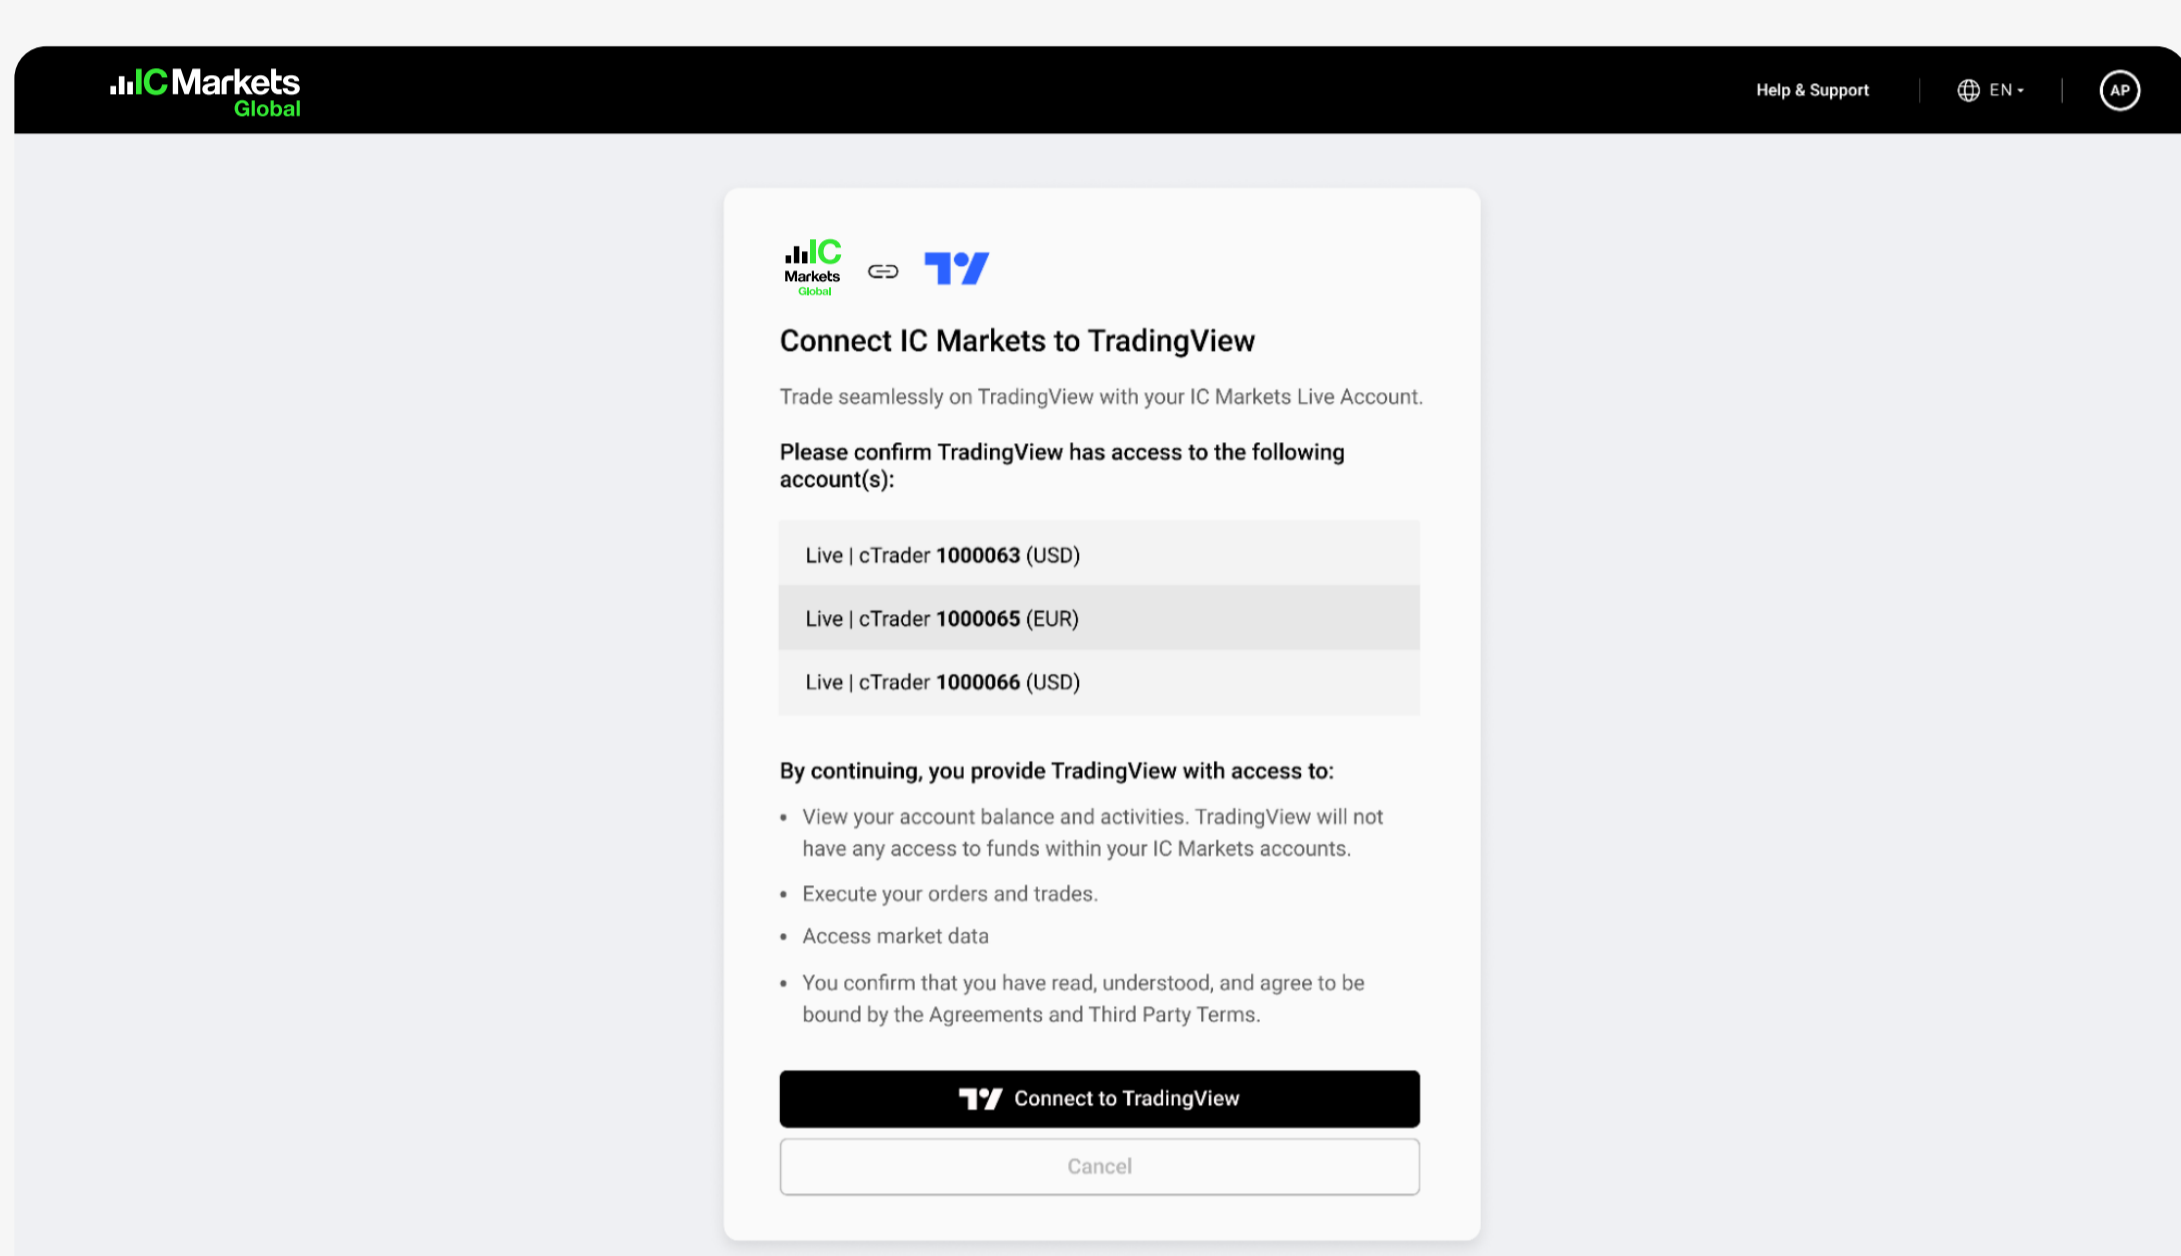 IC Markets
Global
Help & Support
EN
AP
IC
Markets
Global
Connect IC Markets to TradingView
Trade seamlessly on TradingView with your IC Markets Live Account.
Please confirm TradingView has access to the following
account(s):
Live | cTrader 1000063 (USD)
Live | cTrader 1000065 (EUR)
Live | cTrader 1000066 (USD)
By continuing, you provide TradingView with access to:
• View your account balance and activities. TradingView will not
have any access to funds within your IC Markets accounts.
• Execute your orders and trades.
• Access market data
• You confirm that you have read, understood, and agree to be
bound by the Agreements and Third Party Terms.
Connect to TradingView
Cancel